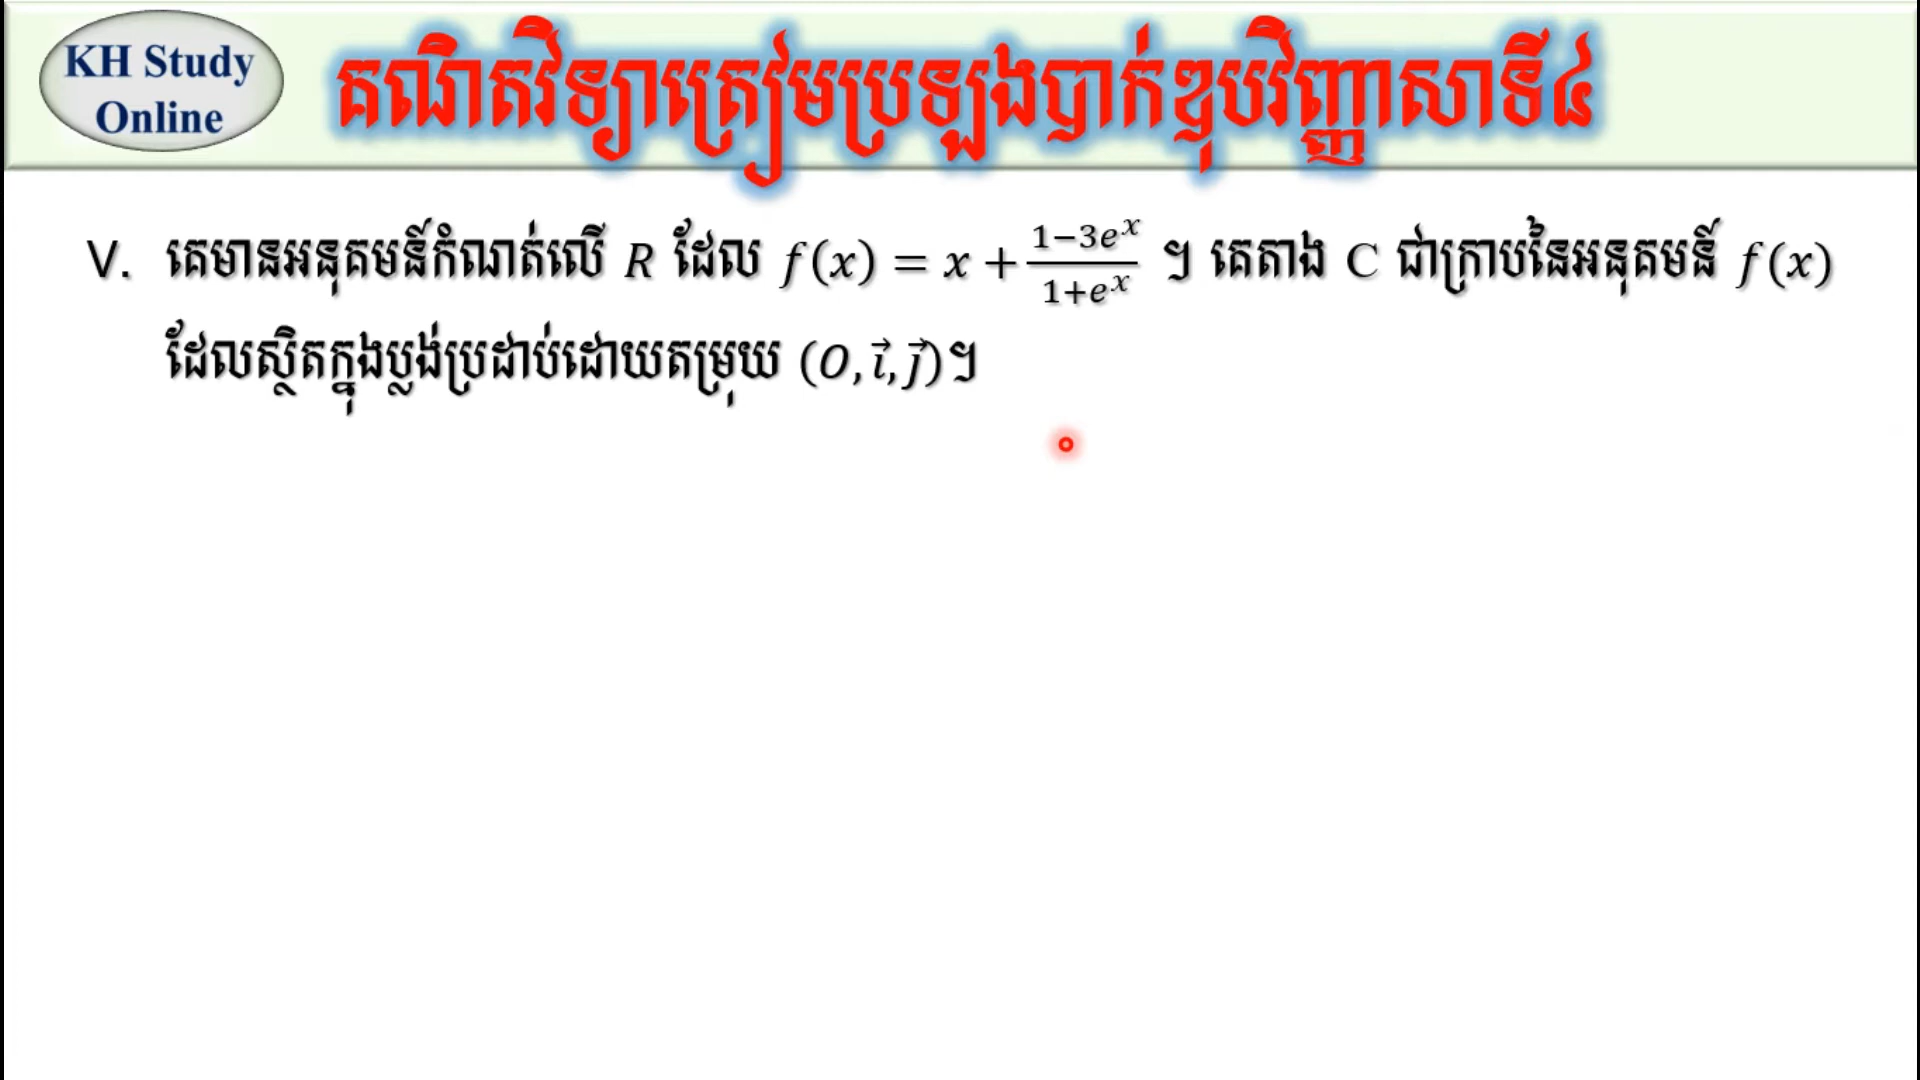 KH Study
Online
គណិតវិទ្យាត្រៀមប្រឡងបាក់ឌុបវិញ្ញាសាទី៤
V. គេមានអនុគមន៍កំណត់លើ R ដែល f(x) = x + \frac{1-3e^x}{1+e^x} ។ គេតាង C ជាក្រាបនៃអនុគមន៍ f(x)
ដែលស្ថិតក្នុងប្លង់ប្រដាប់ដោយតម្រុយ (O, \vec{i}, \vec{j})។